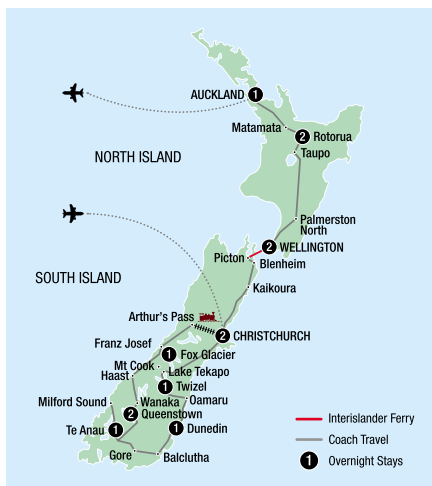 AUCKLAND 1
Matamata
2 Rotorua
Taupo
NORTH ISLAND
Palmerston
North
2 WELLINGTON
Picton
Blenheim
SOUTH ISLAND
Kaikoura
Arthur's Pass
2 CHRISTCHURCH
Franz Josef
1 Fox Glacier
Mt Cook
Lake Tekapo
Haast
1 Twizel
Milford Sound
Wanaka
Oamaru
2 Queenstown
Te Anau 1
1 Dunedin
Gore
Balclutha
Interislander Ferry
Coach Travel
1 Overnight Stays